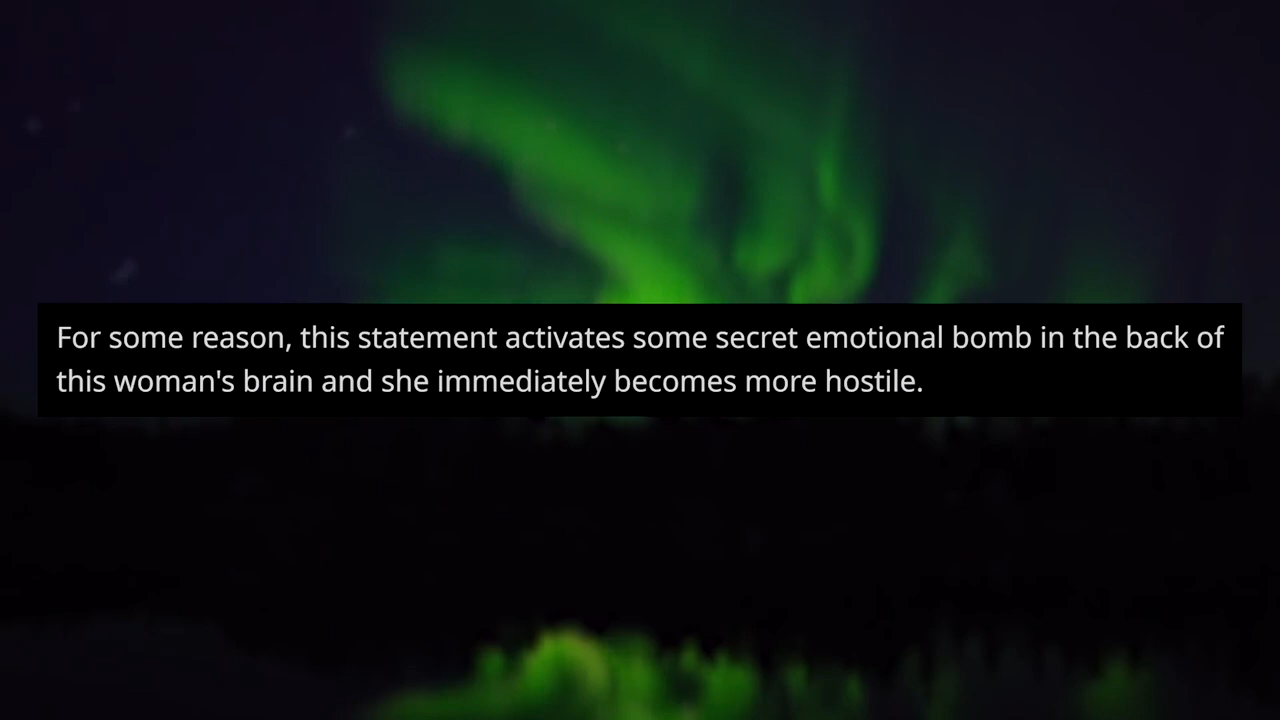 For some reason, this statement activates some secret emotional bomb in the back of
this woman's brain and she immediately becomes more hostile.